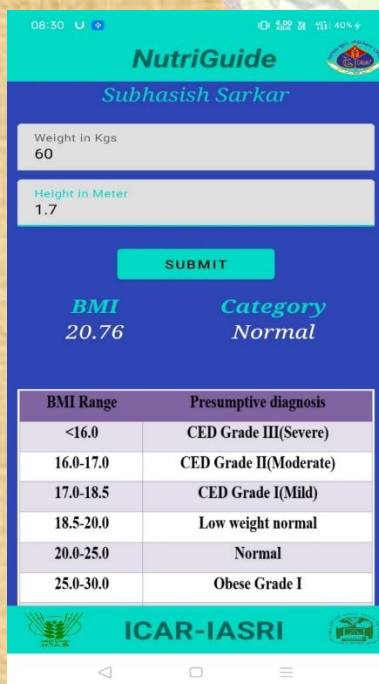 08:30
4.00 KB/S 40%
NutriGuide
Subhasish Sarkar
Weight in Kgs
60
Height in Meter
1.7
SUBMIT
BMI Category
20.76 Normal
BMI Range Presumptive diagnosis
<16.0 CED Grade III(Severe)
16.0-17.0 CED Grade II(Moderate)
17.0-18.5 CED Grade I(Mild)
18.5-20.0 Low weight normal
20.0-25.0 Normal
25.0-30.0 Obese Grade I
ICAR-IASRI